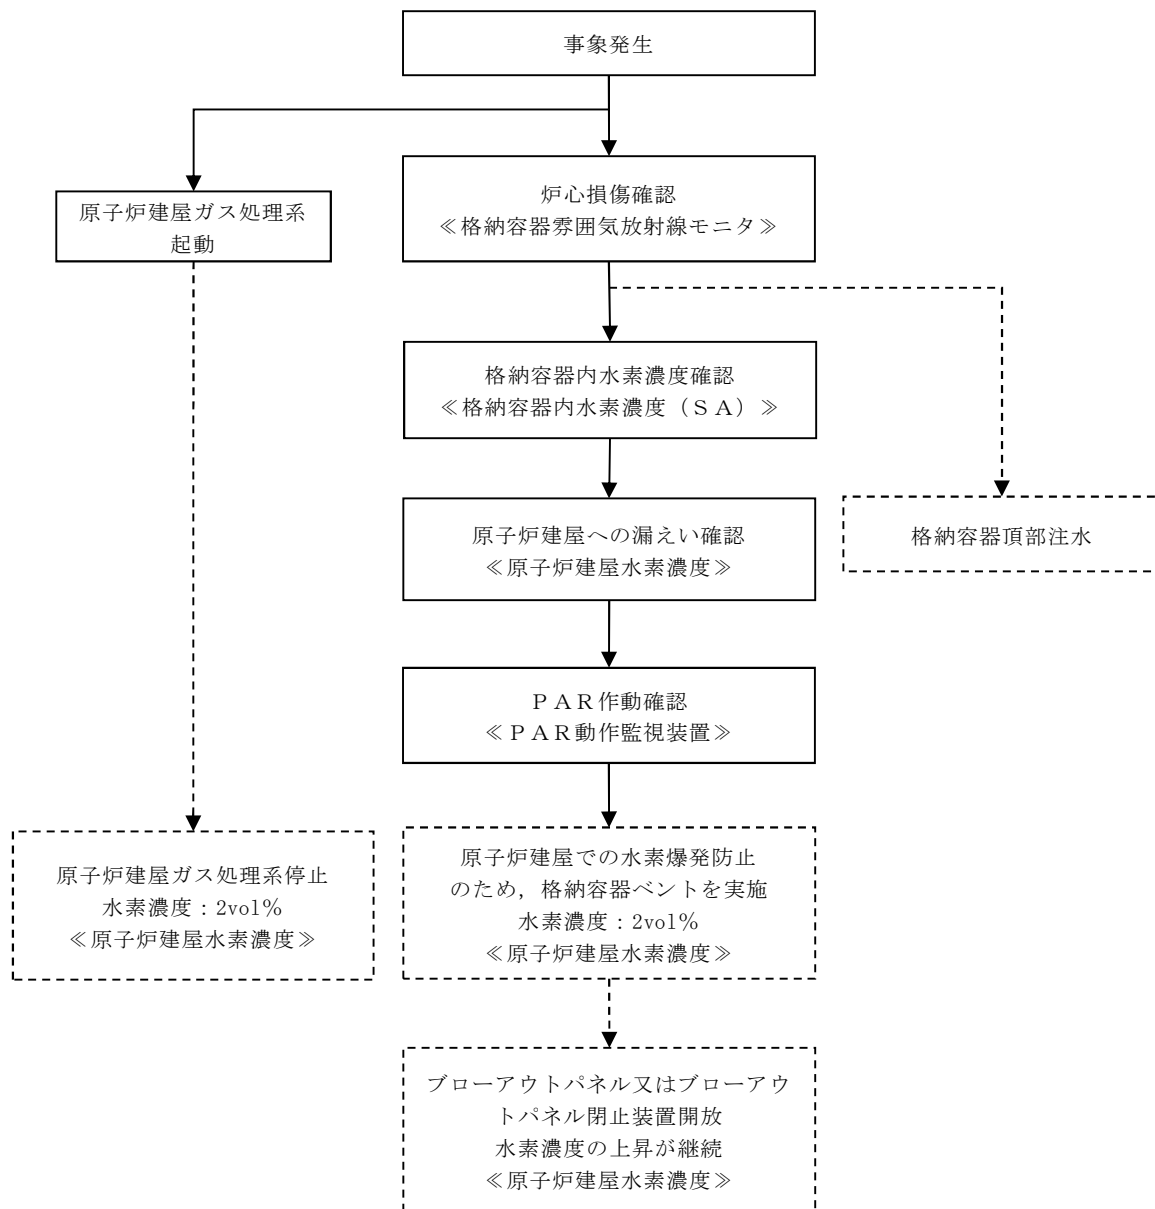 事象発生
炉心損傷確認
≪格納容器雰囲気放射線モニタ≫
原子炉建屋ガス処理系
起動
格納容器内水素濃度確認
≪格納容器内水素濃度（ＳＡ）≫
原子炉建屋への漏えい確認
≪原子炉建屋水素濃度≫
格納容器頂部注水
ＰＡＲ作動確認
≪ＰＡＲ動作監視装置≫
原子炉建屋ガス処理系停止
水素濃度：2vol％
≪原子炉建屋水素濃度≫
原子炉建屋での水素爆発防止
のため，格納容器ベントを実施
水素濃度：2vol％
≪原子炉建屋水素濃度≫
ブローアウトパネル又はブローアウ
トパネル閉止装置開放
水素濃度の上昇が継続
≪原子炉建屋水素濃度≫